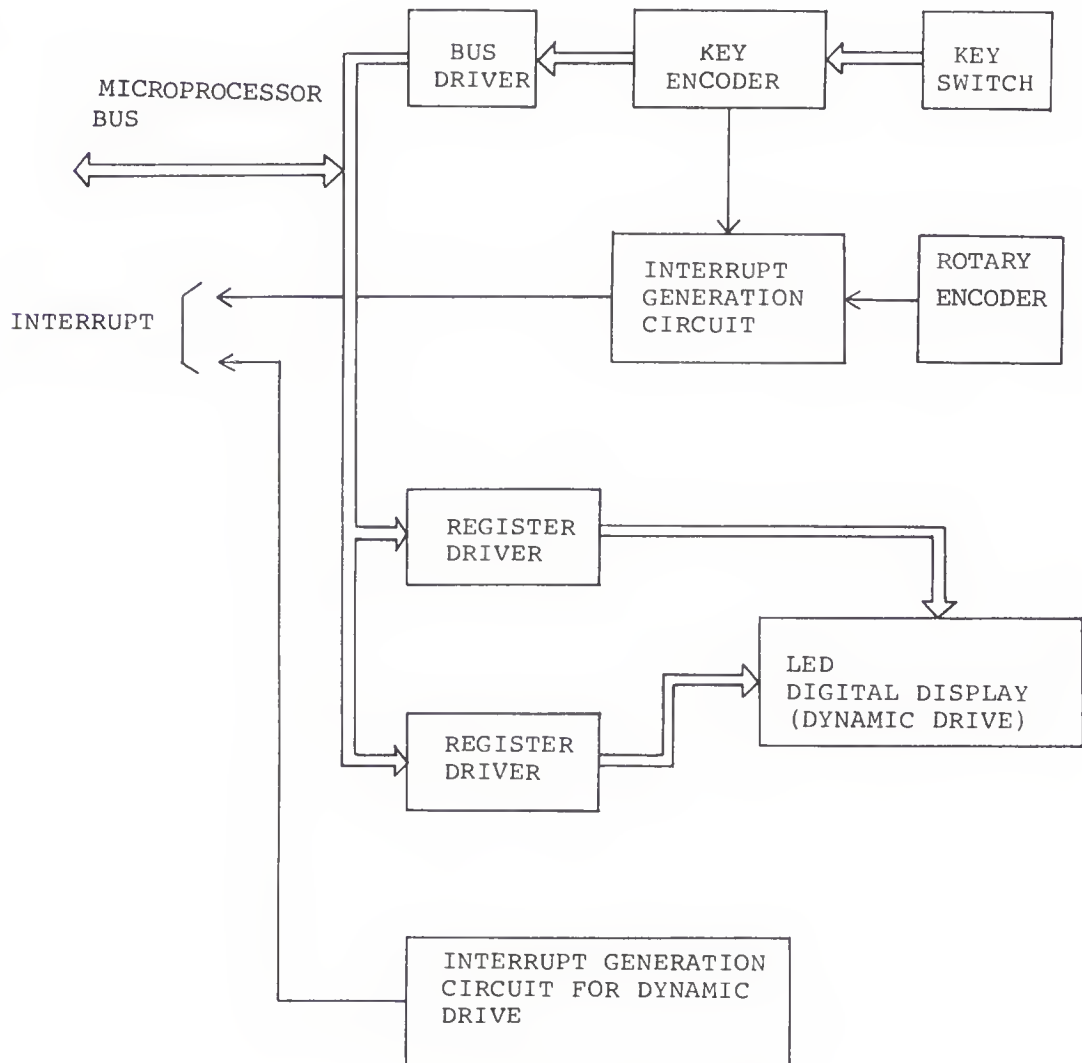 BUS
DRIVER
KEY
ENCODER
KEY
SWITCH
MICROPROCESSOR
BUS
INTERRUPT
GENERATION
CIRCUIT
ROTARY
ENCODER
INTERRUPT
REGISTER
DRIVER
LED
DIGITAL DISPLAY
(DYNAMIC DRIVE)
REGISTER
DRIVER
INTERRUPT GENERATION
CIRCUIT FOR DYNAMIC
DRIVE